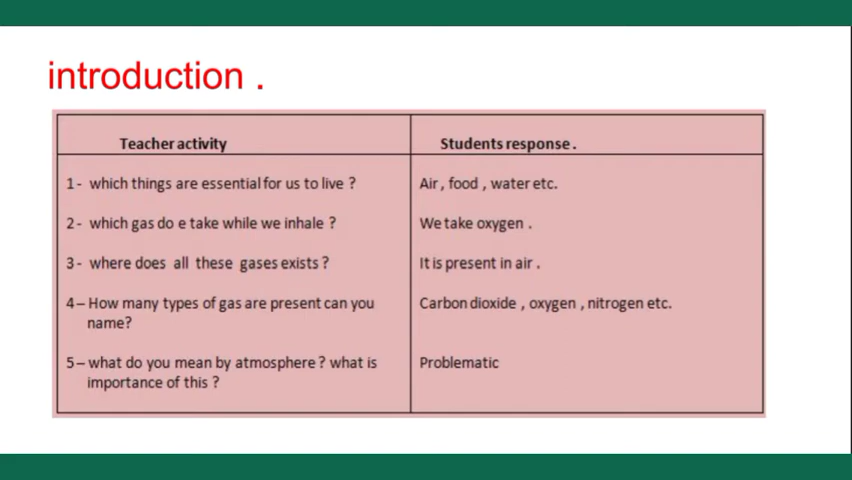 introduction .
Teacher activity
Students response .
1 - which things are essential for us to live ?
Air , food , water etc.
2 - which gas do e take while we inhale ?
We take oxygen .
3 - where does all these gases exists ?
It is present in air .
4 – How many types of gas are present can you
name?
Carbon dioxide , oxygen , nitrogen etc.
5 – what do you mean by atmosphere ? what is
importance of this ?
Problematic